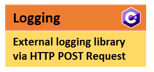 Logging
C#
External logging library
via HTTP POST Request